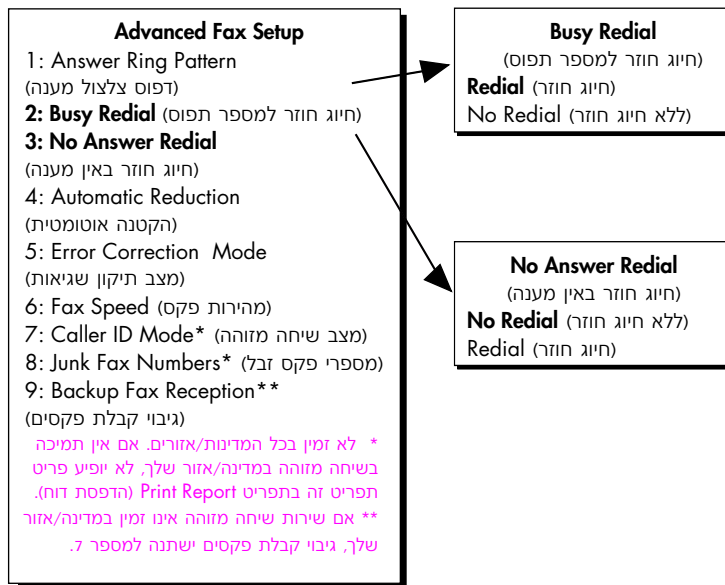 Advanced Fax Setup
1: Answer Ring Pattern
(דפוס צלצול מענה)
2: Busy Redial (חיוג חוזר למספר תפוס)
3: No Answer Redial
(חיוג חוזר באין מענה)
4: Automatic Reduction
(הקטנה אוטומטית)
5: Error Correction Mode
(מצב תיקון שגיאות)
6: Fax Speed (מהירות פקס)
7: Caller ID Mode* (מצב שיחה מזוהה)
8: Junk Fax Numbers* (מספרי פקס זבל)
9: Backup Fax Reception**
(גיבוי קבלת פקסים)
* לא זמין בכל המדינות/אזורים. אם אין תמיכה
בשיחה מזוהה במדינה/אזור שלך, לא יופיע פריט
תפריט זה בתפריט Print Report (הדפסת דוח).
** אם שירות שיחה מזוהה אינו זמין במדינה/אזור
שלך, גיבוי קבלת פקסים ישתנה למספר 7.
Busy Redial
(חיוג חוזר למספר תפוס)
Redial (חיוג חוזר)
No Redial (ללא חיוג חוזר)
No Answer Redial
(חיוג חוזר באין מענה)
No Redial (ללא חיוג חוזר)
Redial (חיוג חוזר)